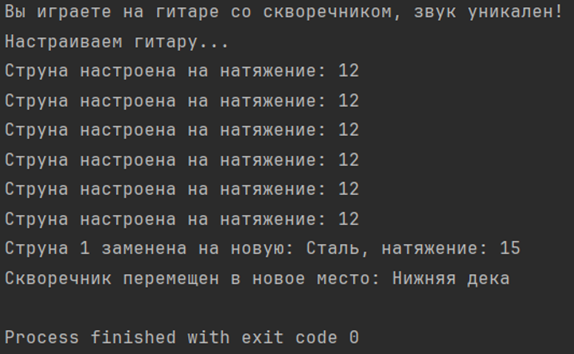 Вы играете на гитаре со скворечником, звук уникален!
Настраиваем гитару...
Струна настроена на натяжение: 12
Струна настроена на натяжение: 12
Струна настроена на натяжение: 12
Струна настроена на натяжение: 12
Струна настроена на натяжение: 12
Струна настроена на натяжение: 12
Струна 1 заменена на новую: Сталь, натяжение: 15
Скворечник перемещен в новое место: Нижняя дека
Process finished with exit code 0